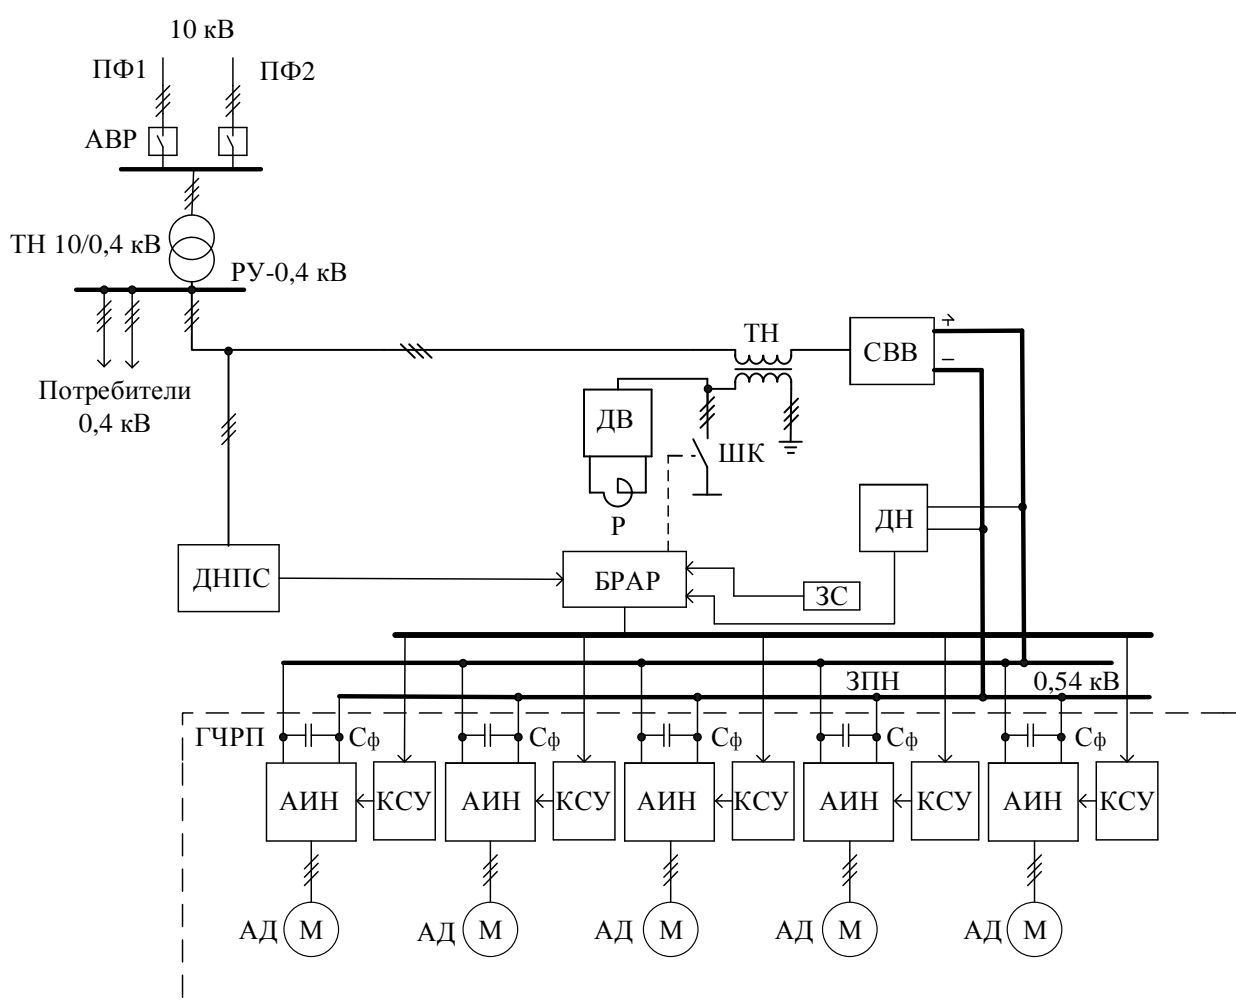 10 кВ
ПФ1
ПФ2
АВР
ТН 10/0,4 кВ
РУ-0,4 кВ
Потребители
0,4 кВ
ТН
СВВ
+
−
ДВ
ШК
Р
ДН
ДНПС
БРАР
ЗС
ЗПН
0,54 кВ
ГЧРП
Сф
Сф
Сф
Сф
Сф
АИН
КСУ
АИН
КСУ
АИН
КСУ
АИН
КСУ
АИН
КСУ
АД
М
АД
М
АД
М
АД
М
АД
М